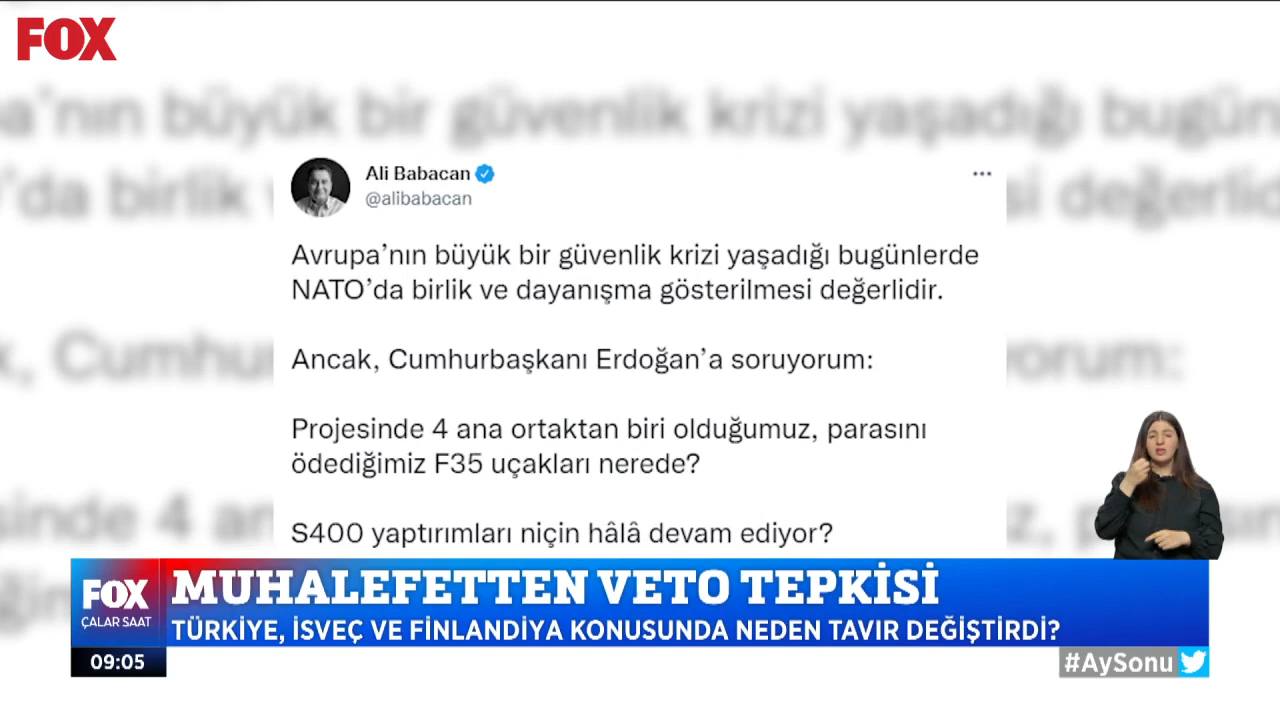 FOX
Ali Babacan
@alibabacan
Avrupa’nın büyük bir güvenlik krizi yaşadığı bugünlerde
NATO’da birlik ve dayanışma gösterilmesi değerlidir.
Ancak, Cumhurbaşkanı Erdoğan’a soruyorum:
Projesinde 4 ana ortaktan biri olduğumuz, parasını
ödediğimiz F35 uçakları nerede?
S400 yaptırımları niçin hâlâ devam ediyor?
FOX
ÇALAR SAAT
MUHALEFETTEN VETO TEPKİSİ
TÜRKİYE, İSVEÇ VE FİNLANDİYA KONUSUNDA NEDEN TAVIR DEĞİŞTİRDİ?
09:05
#AySonu